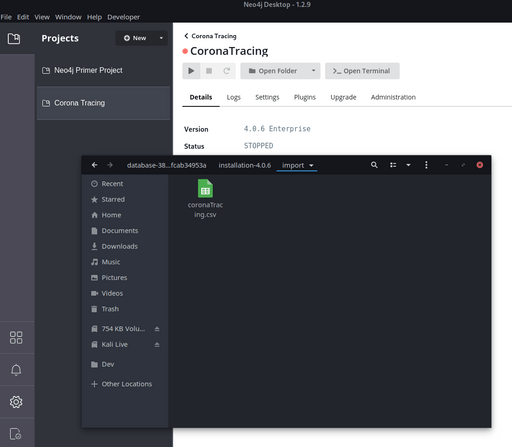 Neo4j Desktop - 1.2.9
File Edit View Window Help Developer
Projects
New
Neo4j Primer Project
Corona Tracing
Corona Tracing
CoronaTracing
Open Folder
Open Terminal
Details Logs Settings Plugins Upgrade Administration
Version 4.0.6 Enterprise
Status STOPPED
database-38...fcab34953a installation-4.0.6 import
Recent
Starred
Home
Documents
Downloads
Music
Pictures
Videos
Trash
754 KB Volu...
Kali Live
Dev
Other Locations
coronaTrac
ing.csv